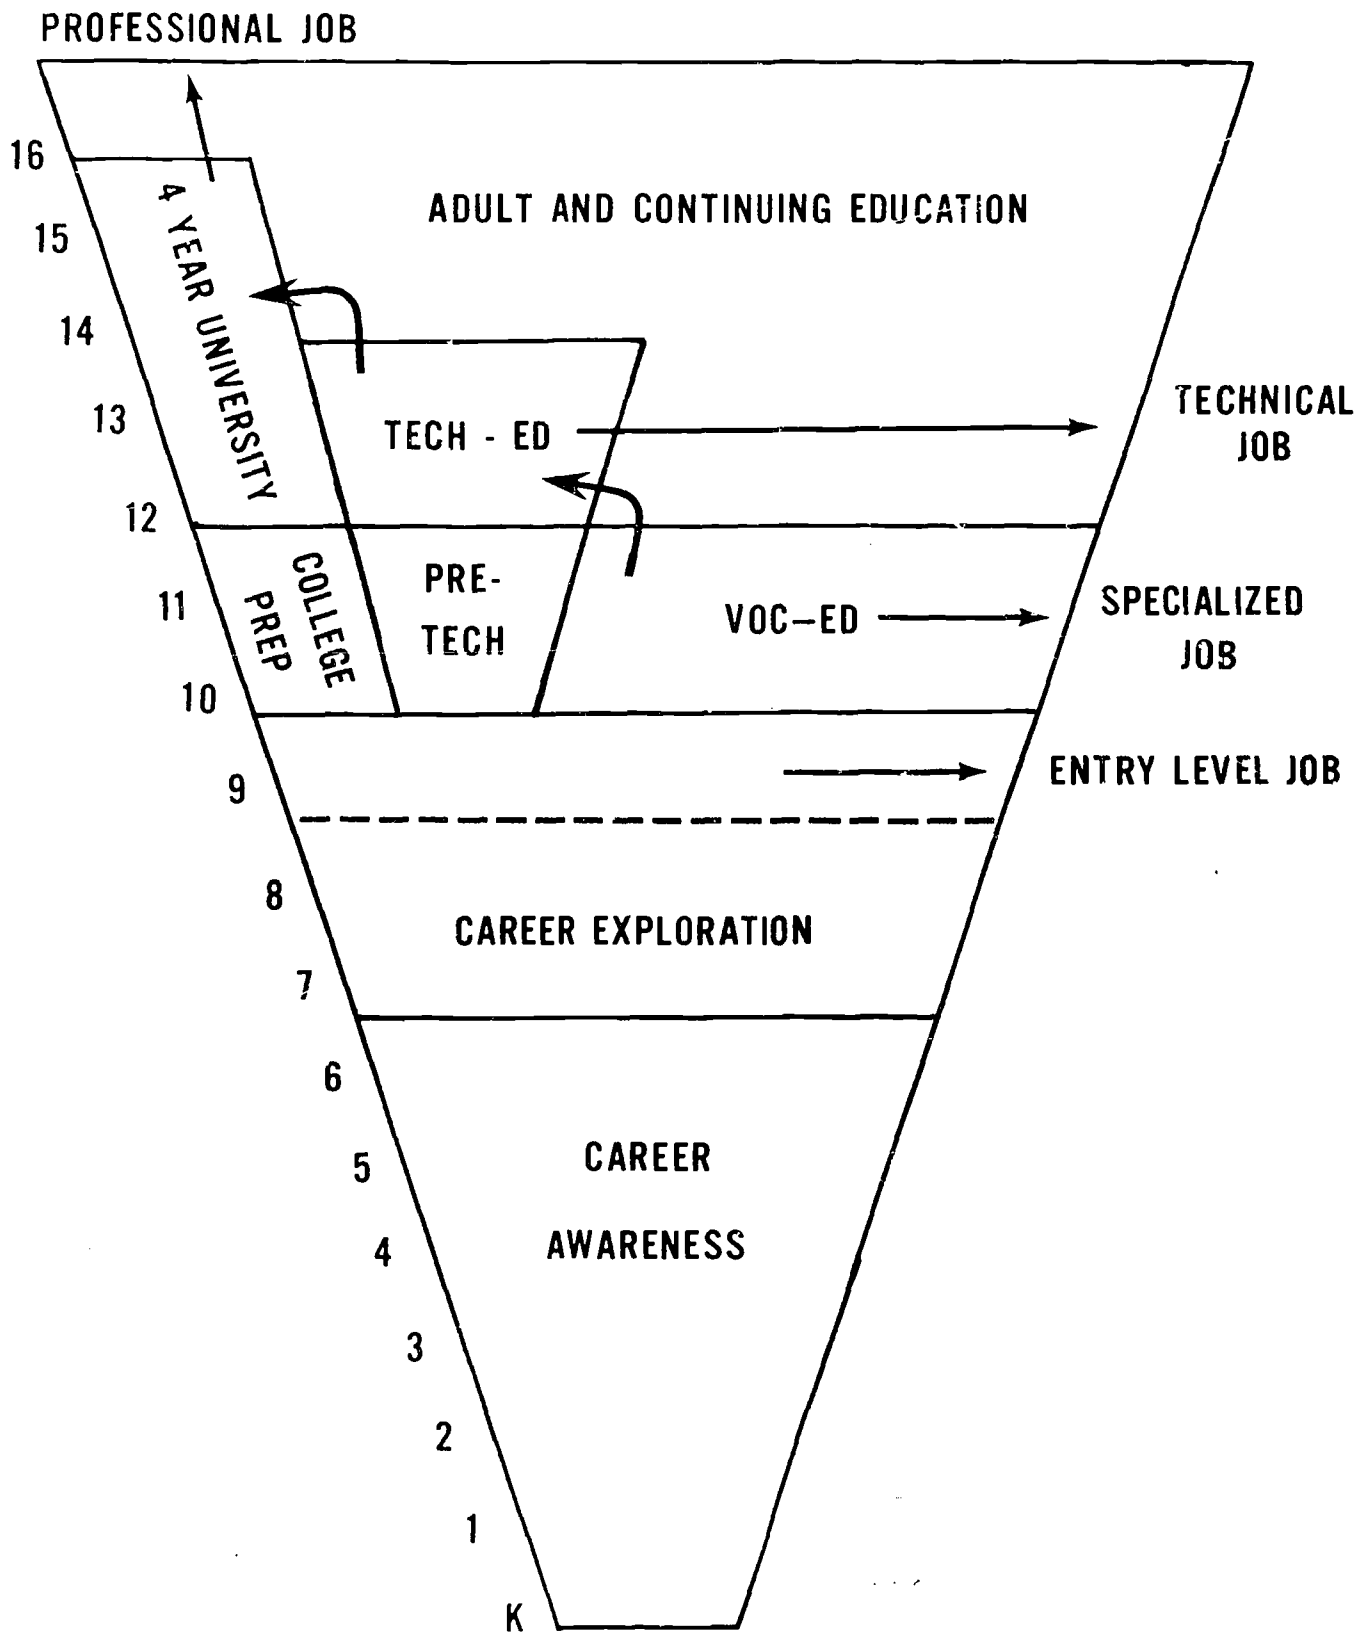 PROFESSIONAL JOB
16
4 YEAR UNIVERSITY
15
ADULT AND CONTINUING EDUCATION
14
13
TECH - ED
TECHNICAL
JOB
12
COLLEGE
PREP
11
PRE-
TECH
VOC-ED
SPECIALIZED
JOB
10
9
ENTRY LEVEL JOB
8
CAREER EXPLORATION
7
6
5
CAREER
AWARENESS
4
3
2
1
K